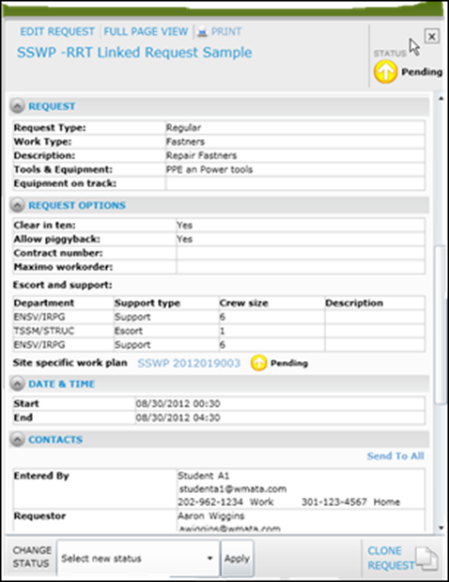 EDIT REQUEST FULL PAGE VIEW PRINT
SSWP -RRT Linked Request Sample
STATUS
Pending
REQUEST
Request Type: Regular
Work Type: Fastners
Description: Repair Fastners
Tools & Equipment: PPE an Power tools
Equipment on track:
REQUEST OPTIONS
Clear in ten: Yes
Allow piggyback: Yes
Contract number:
Maximo workorder:
Escort and support:
Department Support type Crew size Description
ENSV/IRPG Support 6
TSSM/STRUC Escort 1
ENSV/IRPG Support 6
Site specific work plan SSWP 2012019003 Pending
DATE & TIME
Start 08/30/2012 00:30
End 08/30/2012 04:30
CONTACTS
Send To All
Entered By Student A1
studenta1@wmata.com
202-962-1234 Work 301-123-4567 Home
Requestor Aaron Wiggins
awiggins@wmata.com
CHANGE STATUS Select new status Apply
CLONE REQUEST